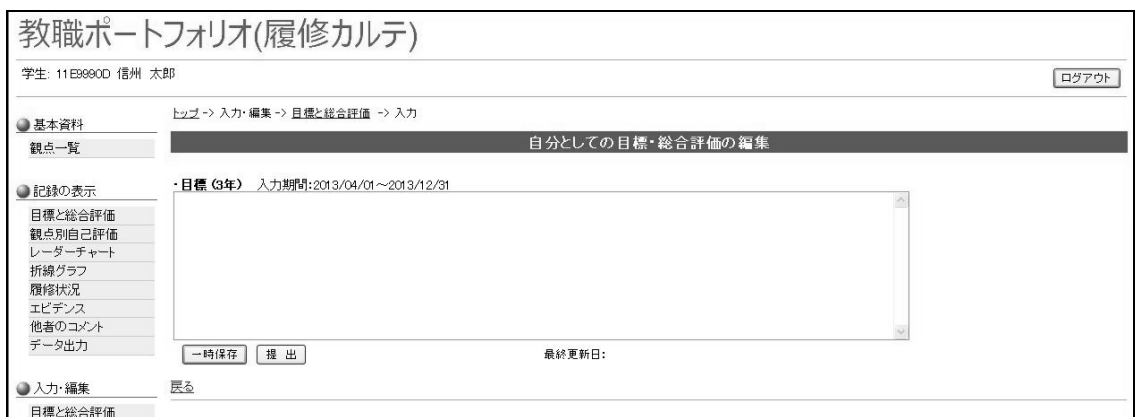 教職ポートフォリオ(履修カルテ)
学生: 11E9990D 信州 太郎
ログアウト
基本資料
観点一覧
記録の表示
目標と総合評価
観点別自己評価
レーダーチャート
折線グラフ
履修状況
エビデンス
他者のコメント
データ出力
入力・編集
目標と総合評価
トップ -> 入力・編集 -> 目標と総合評価 -> 入力
自分としての目標・総合評価の編集
・目標 (3年) 入力期間:2013/04/01～2013/12/31
一時保存 提 出 最終更新日:
戻る